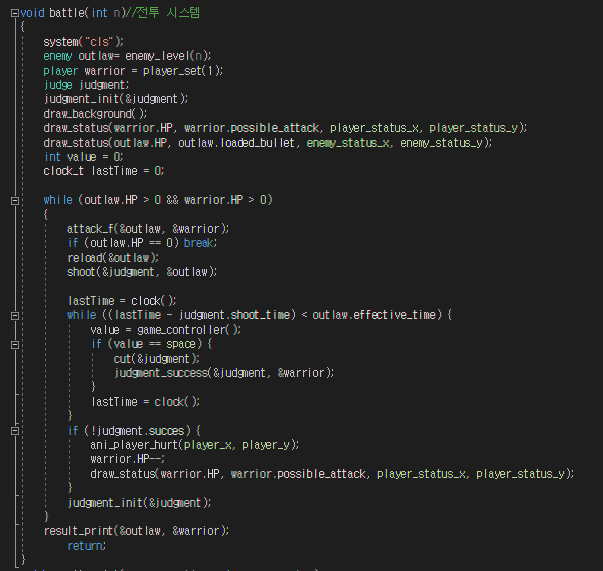 void battle(int n)//전투 시스템
{
system("cls");
enemy outlaw= enemy_level(n);
player warrior = player_set(1);
judge judgment;
judgment_init(&judgment);
draw_background();
draw_status(warrior.HP, warrior.possible_attack, player_status_x, player_status_y);
draw_status(outlaw.HP, outlaw.loaded_bullet, enemy_status_x, enemy_status_y);
int value = 0;
clock_t lastTime = 0;
while (outlaw.HP > 0 && warrior.HP > 0)
{
attack_f(&outlaw, &warrior);
if (outlaw.HP == 0) break;
reload(&outlaw);
shoot(&judgment, &outlaw);
lastTime = clock();
while ((lastTime - judgment.shoot_time) < outlaw.effective_time) {
value = game_controller();
if (value == space) {
cut(&judgment);
judgment_success(&judgment, &warrior);
}
lastTime = clock();
}
if (!judgment.succes) {
ani_player_hurt(player_x, player_y);
warrior.HP--;
draw_status(warrior.HP, warrior.possible_attack, player_status_x, player_status_y);
}
judgment_init(&judgment);
}
result_print(&outlaw, &warrior);
return;
}